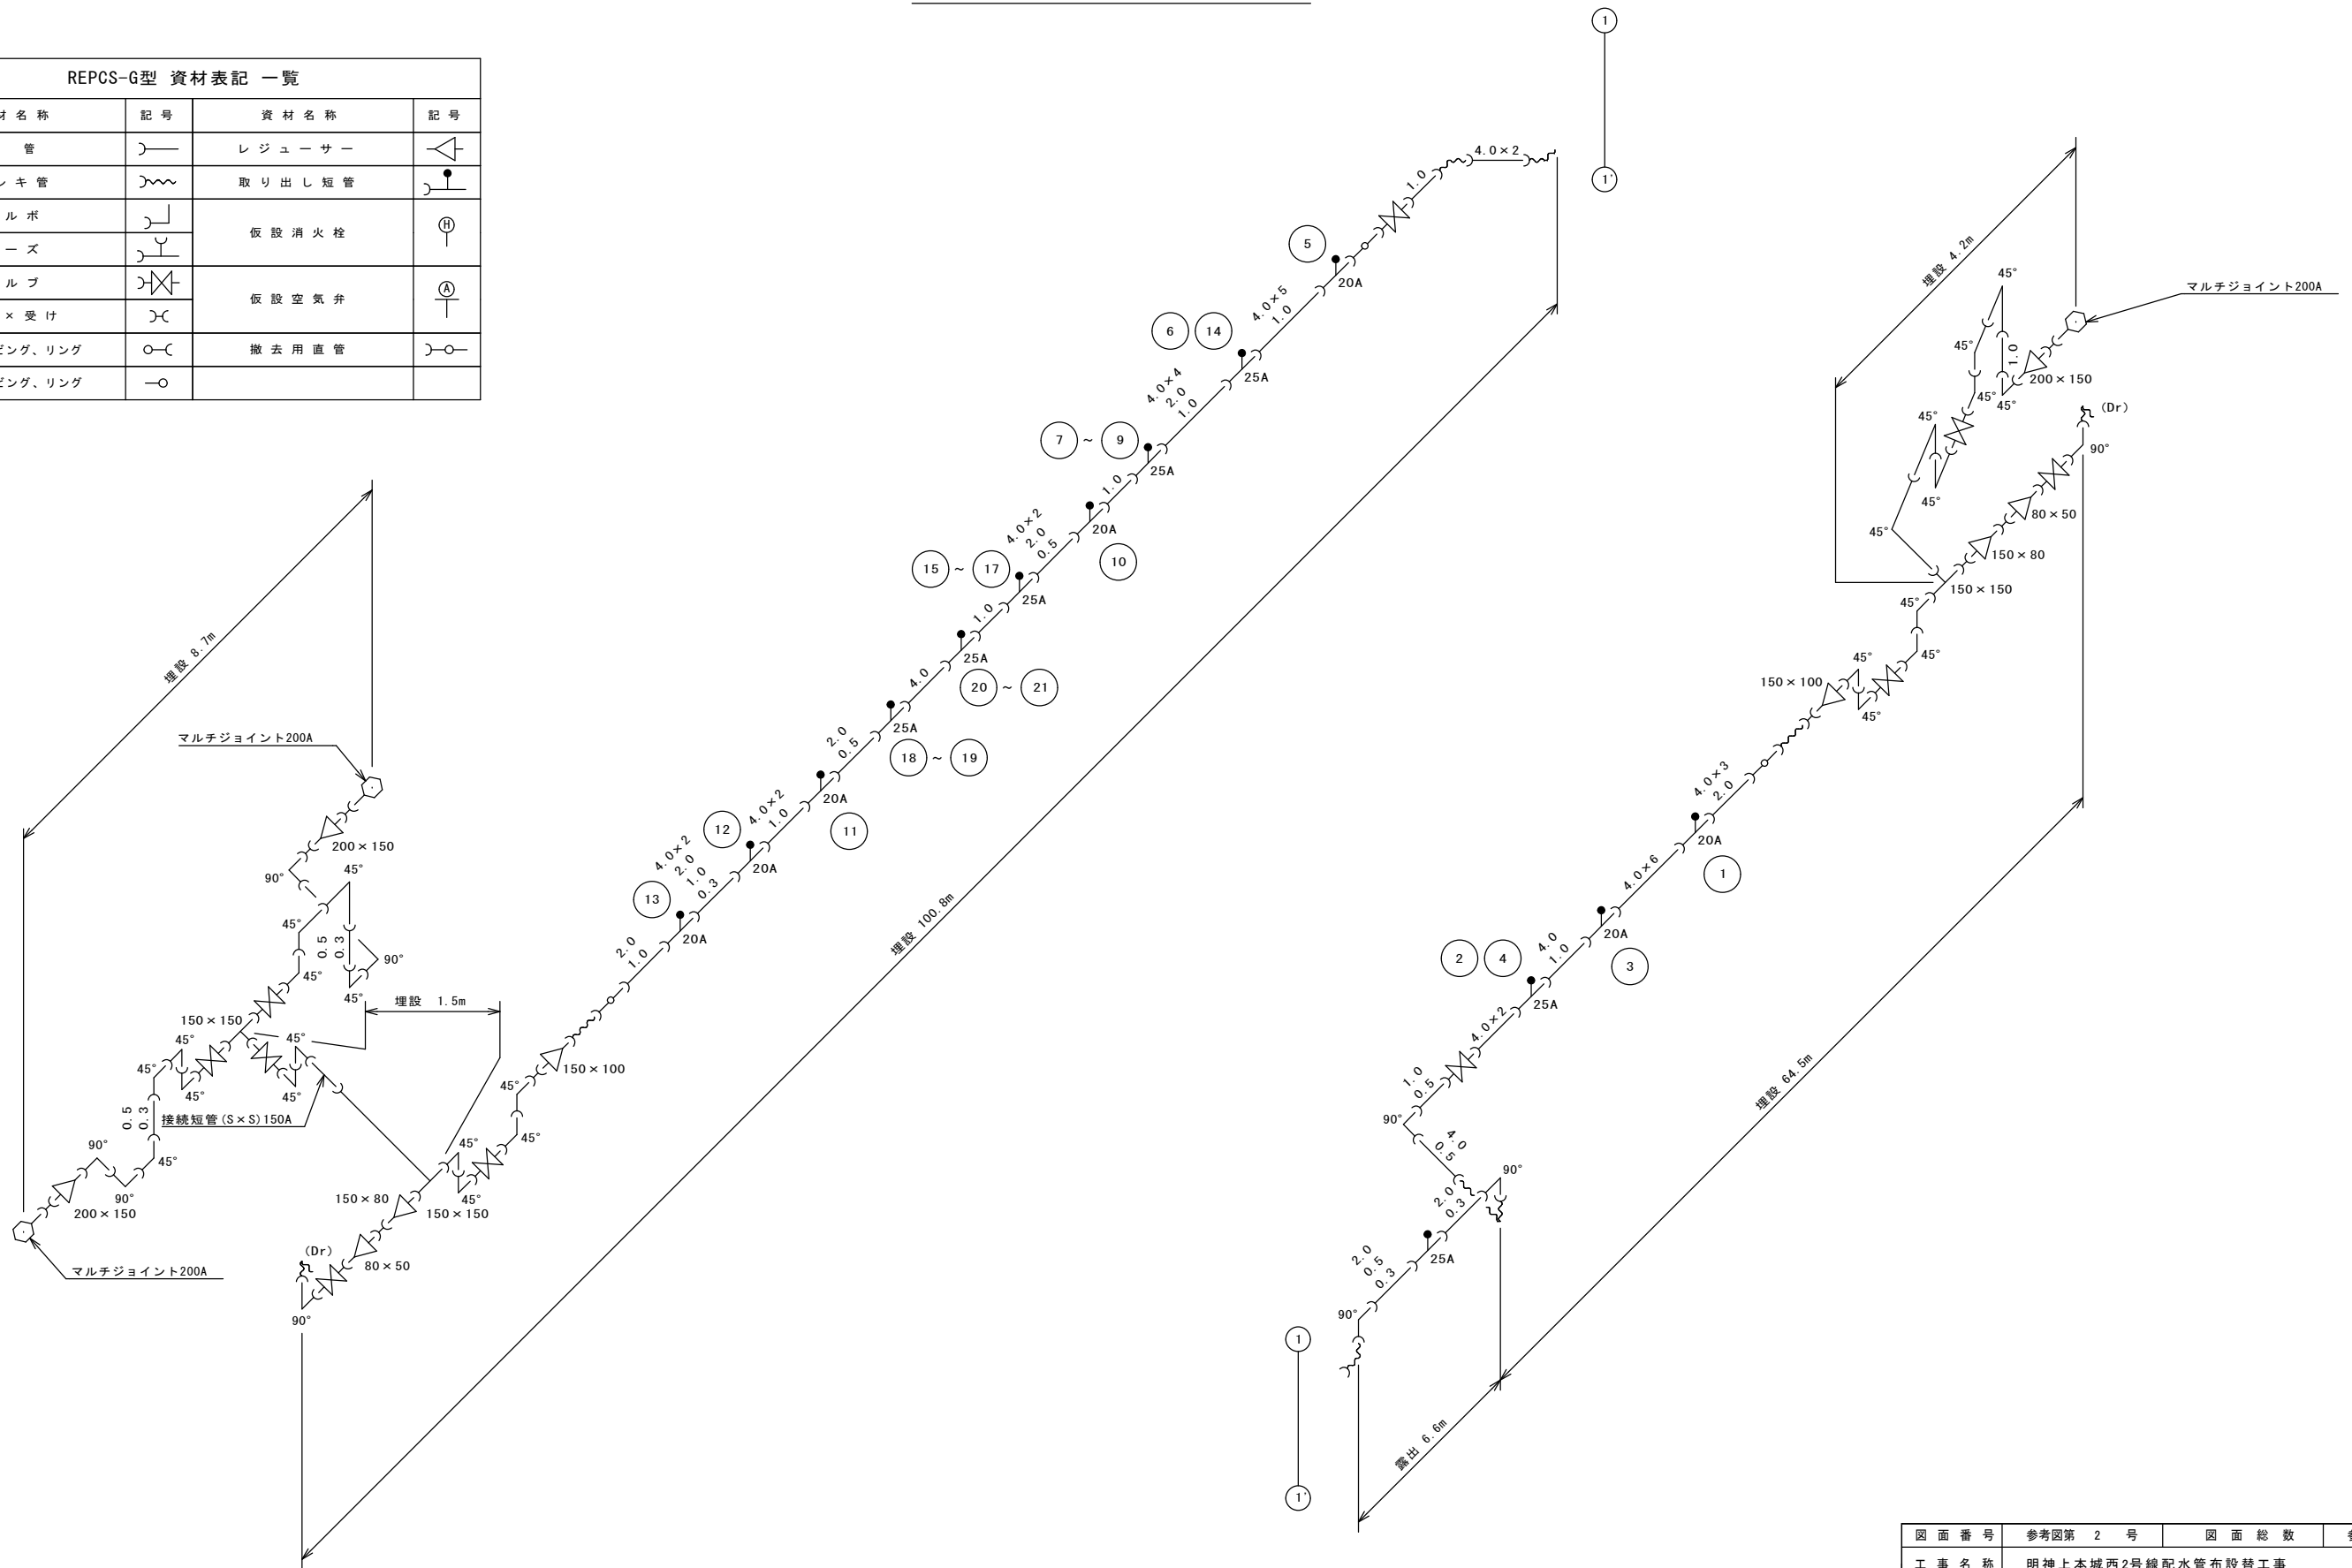 REPCS-G型 資材表記 一覧
材 名 称 記 号 資 材 名 称 記 号
管 レ ジ ュ ー サ ー
レ キ 管 取 り 出 し 短 管
ル ボ 仮 設 消 火 栓 H
ー ズ
ル ブ 仮 設 空 気 弁 A
× 受 け
ビング、リング 撤 去 用 直 管
ビング、リング
1
1'
4.0×2
1.0
5
20A
4.0×5
1.0
6 14
25A
4.0×4
2.0
1.0
7 ~ 9
25A
1.0
20A
10
4.0×2
2.0
0.5
15 ~ 17
25A
1.0
25A
20 ~ 21
4.0
25A
18 ~ 19
2.0
0.5
20A
11
4.0×2
1.0
12
20A
4.0×2
2.0
1.0
0.3
13
20A
2.0
1.0
埋設 100.8m
150×100
45°
45°
45°
45°
150×150
150×80
80×50
(Dr)
90°
埋設 8.7m
マルチジョイント200A
200×150
90°
45°
45°
0.5
0.3
90°
45°
45°
埋設 1.5m
150×150
45°
45°
45°
45°
45°
接続短管(S×S)150A
0.5
0.3
45°
90°
90°
200×150
マルチジョイント200A
埋設 4.2m
マルチジョイント200A
45°
45°
1.0
200×150
45°
45°
45°
45°
45°
(Dr)
90°
80×50
150×80
150×150
45°
45°
45°
150×100
45°
4.0×3
2.0
20A
1
4.0×6
20A
3
4.0
1.0
2 4
25A
4.0×2
1.0
0.5
90°
4.0
0.5
90°
2.0
0.3
25A
2.0
0.5
0.3
90°
埋設 64.5m
露出 6.6m
1
1'
図 面 番 号 参考図第 2 号 図 面 総 数
工 事 名 称 明神上本城西2号線配水管布設替工事